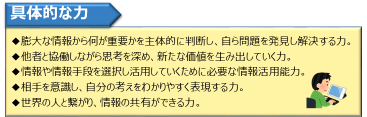 具体的な力
◆膨大な情報から何が重要かを主体的に判断し、自ら問題を発見し解決する力。
◆他者と協働しながら思考を深め、新たな価値を生み出していく力。
◆情報や情報手段を選択し活用していくために必要な情報活用能力。
◆相手を意識し、自分の考えをわかりやすく表現する力。
◆世界の人と繋がり、情報の共有ができる力。